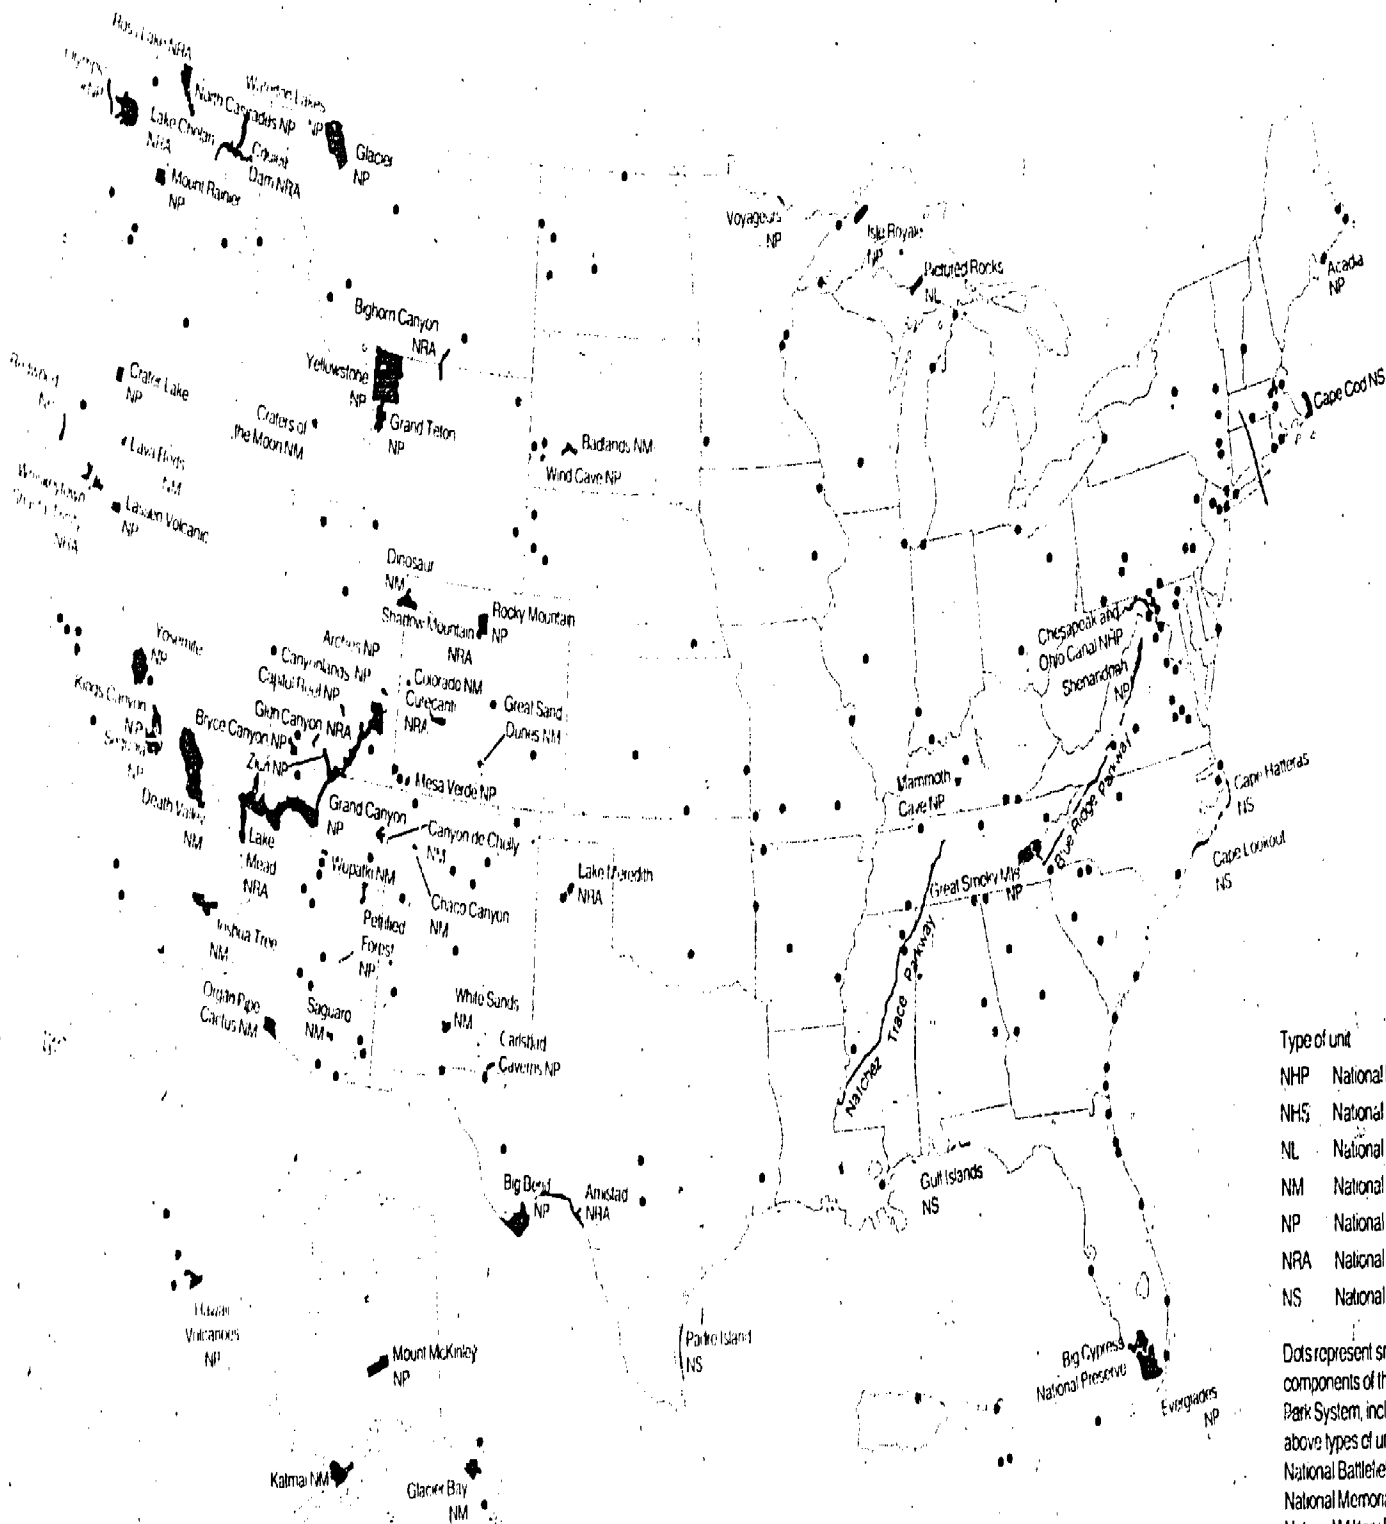 Ross Lake NRA
NP
North Cascades NP
Waterton Lakes
NP
Lake Chelan
NRA
Coulee
Dam NRA
Glacier
NP
Mount Rainier
NP
Voyageurs
NP
Isle Royale
NP
Pictured Rocks
NL
Acadia
NP
Bighorn Canyon
NRA
Yellowstone
NP
Crater Lake
NP
Craters of
the Moon NM
Grand Teton
NP
Cape Cod NS
Badlands NM
Wind Cave NP
Lava Beds
NM
Lassen Volcanic
NP
NRA
Dinosaur
NM
Shadow Mountain
NRA
Rocky Mountain
NP
Arches NP
Canyonlands NP
Capitol Reef NP
Colorado NM
Curecanti
NRA
Great Sand
Dunes NM
Yosemite
NP
Kings Canyon
NP
Sequoia
NP
Glen Canyon NRA
Bryce Canyon NP
Zion NP
Mesa Verde NP
Death Valley
NM
Chesapeak and
Ohio Canal NHP
Shenandoah
NP
Mammoth
Cave NP
Blue Ridge Parkway
Cape Hatteras
NS
Cape Lookout
NS
Great Smoky Mts
NP
Grand Canyon
NP
Canyon de Chelly
NM
Lake
Mead
NRA
Wupatki NM
Chaco Canyon
NM
Lake Meredith
NRA
Petrified
Forest
NP
Joshua Tree
NM
Organ Pipe
Cactus NM
Saguaro
NM
White Sands
NM
Carlsbad
Caverns NP
Natchez Trace Parkway
Big Bend
NP
Amistad
NRA
Gulf Islands
NS
Padre Island
NS
Hawaii
Volcanoes
NP
Mount McKinley
NP
Katmai NM
Glacier Bay
NM
Big Cypress
National Preserve
Everglades
NP
Type of unit
NHP National
NHS National
NL National
NM National
NP National
NRA National
NS National
Dots represent
components of
Park System,
above types of
National
National